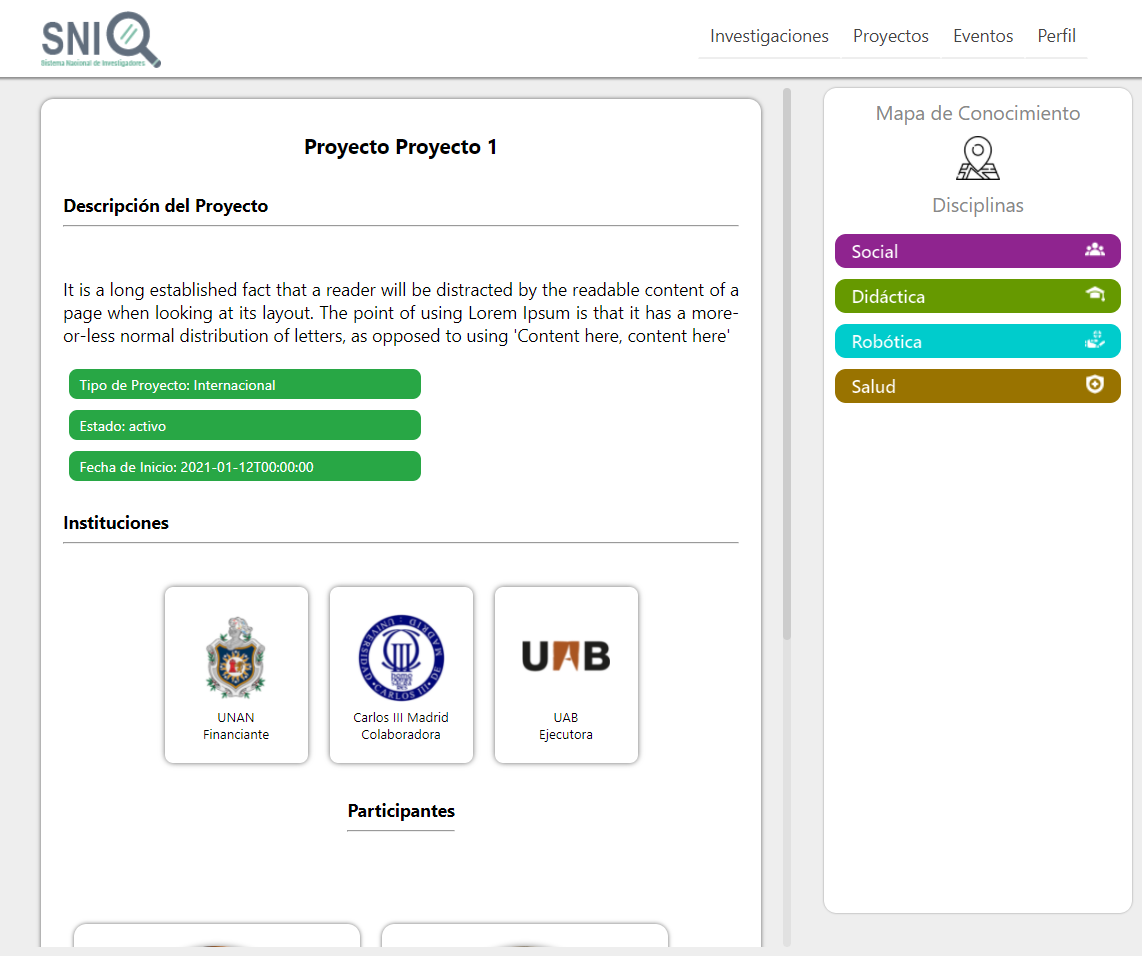 SNI
Sistema Nacional de Investigadores
Investigaciones Proyectos Eventos Perfil
Proyecto Proyecto 1
Descripción del Proyecto
It is a long established fact that a reader will be distracted by the readable content of a
page when looking at its layout. The point of using Lorem Ipsum is that it has a more-
or-less normal distribution of letters, as opposed to using 'Content here, content here'
Tipo de Proyecto: Internacional
Estado: activo
Fecha de Inicio: 2021-01-12T00:00:00
Instituciones
UNIVERSIDAD · CARLOS III · DE MADRID
UAB
UNAN
Financiante
Carlos III Madrid
Colaboradora
UAB
Ejecutora
Participantes
Mapa de Conocimiento
Disciplinas
Social
Didáctica
Robótica
Salud